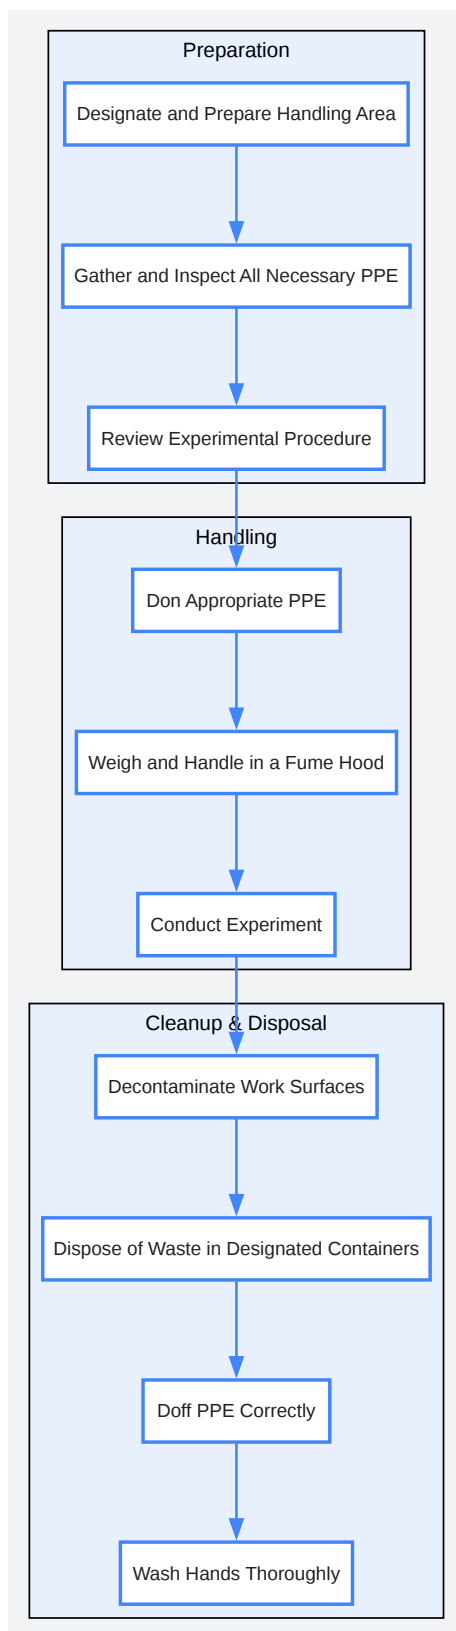 Preparation
Designate and Prepare Handling Area
Gather and Inspect All Necessary PPE
Review Experimental Procedure
Handling
Don Appropriate PPE
Weigh and Handle in a Fume Hood
Conduct Experiment
Cleanup & Disposal
Decontaminate Work Surfaces
Dispose of Waste in Designated Containers
Doff PPE Correctly
Wash Hands Thoroughly